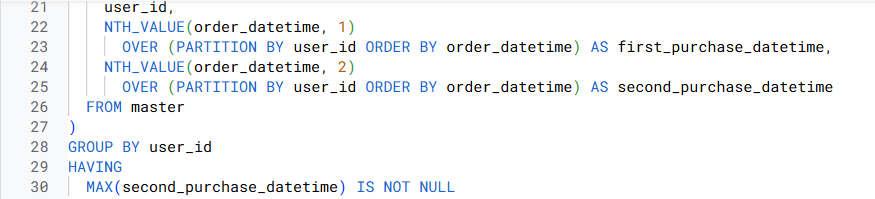 21 user_id,
22 NTH_VALUE(order_datetime, 1)
23 OVER (PARTITION BY user_id ORDER BY order_datetime) AS first_purchase_datetime,
24 NTH_VALUE(order_datetime, 2)
25 OVER (PARTITION BY user_id ORDER BY order_datetime) AS second_purchase_datetime
26 FROM master
27 )
28 GROUP BY user_id
29 HAVING
30 MAX(second_purchase_datetime) IS NOT NULL